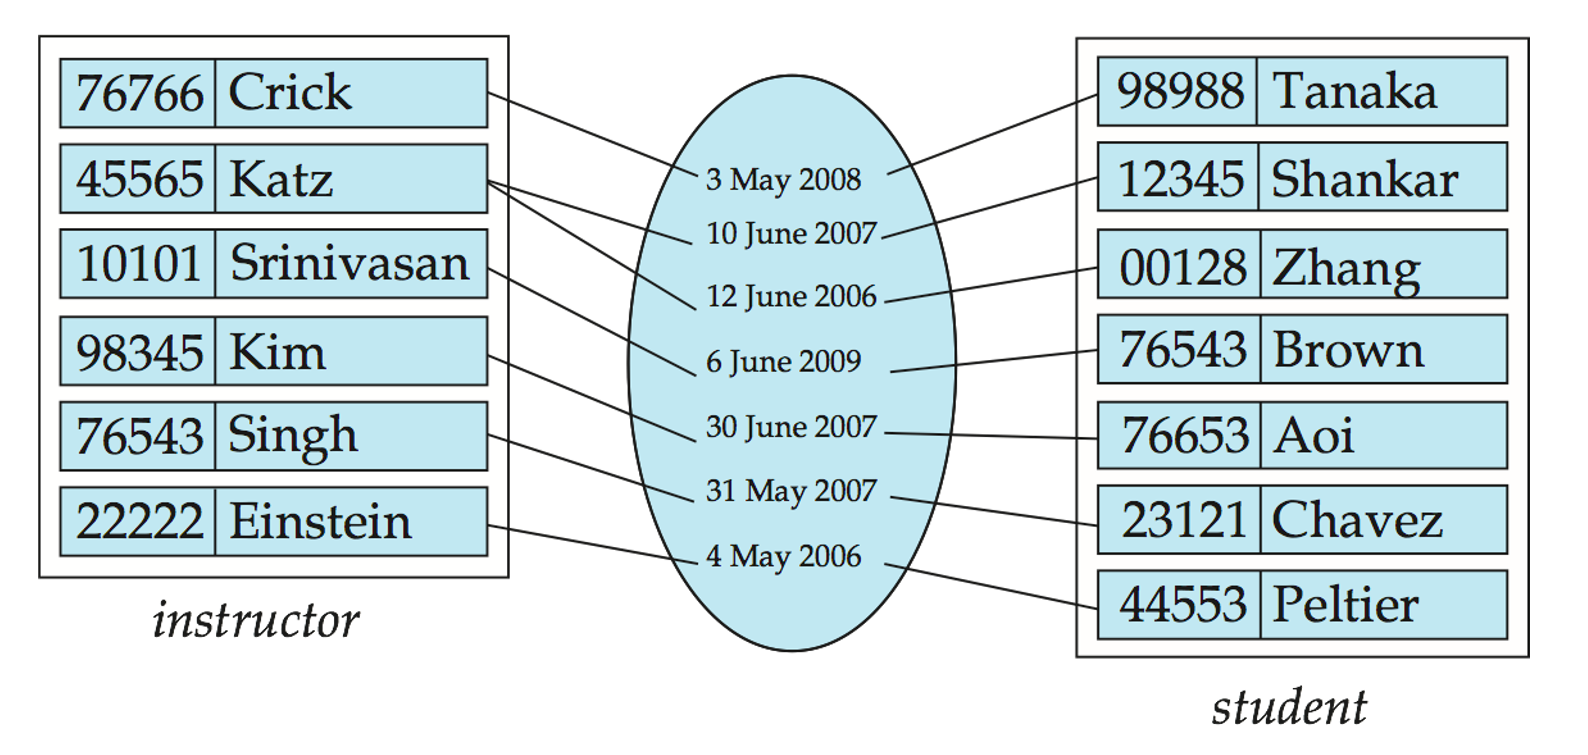 76766 Crick
45565 Katz
10101 Srinivasan
98345 Kim
76543 Singh
22222 Einstein
instructor
3 May 2008
10 June 2007
12 June 2006
6 June 2009
30 June 2007
31 May 2007
4 May 2006
98988 Tanaka
12345 Shankar
00128 Zhang
76543 Brown
76653 Aoi
23121 Chavez
44553 Peltier
student